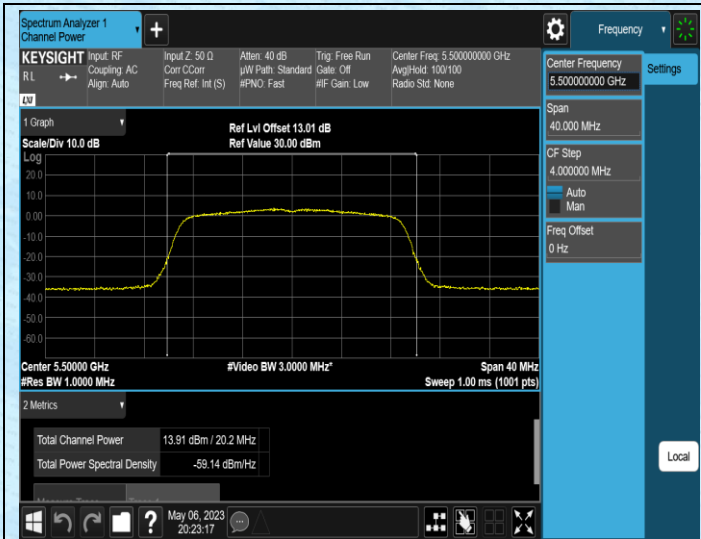 Spectrum Analyzer 1
Channel Power
+
Frequency
KEYSIGHT
R L
LXI
Input: RF
Coupling: AC
Align: Auto
Input Z: 50 Ω
Corr CCorr
Freq Ref: Int (S)
Atten: 40 dB
µW Path: Standard
#PNO: Fast
Trig: Free Run
Gate: Off
#IF Gain: Low
Center Freq: 5.500000000 GHz
Avg|Hold: 100/100
Radio Std: None
Center Frequency
5.500000000 GHz
Settings
Span
40.000 MHz
CF Step
4.000000 MHz
Auto
Man
Freq Offset
0 Hz
1 Graph
Scale/Div 10.0 dB
Ref Lvl Offset 13.01 dB
Ref Value 30.00 dBm
Log
20.0
10.0
0.00
-10.0
-20.0
-30.0
-40.0
-50.0
-60.0
Center 5.50000 GHz
#Res BW 1.0000 MHz
#Video BW 3.0000 MHz*
Span 40 MHz
Sweep 1.00 ms (1001 pts)
2 Metrics
Total Channel Power 13.91 dBm / 20.2 MHz
Total Power Spectral Density -59.14 dBm/Hz
Local
?
May 06, 2023
20:23:17